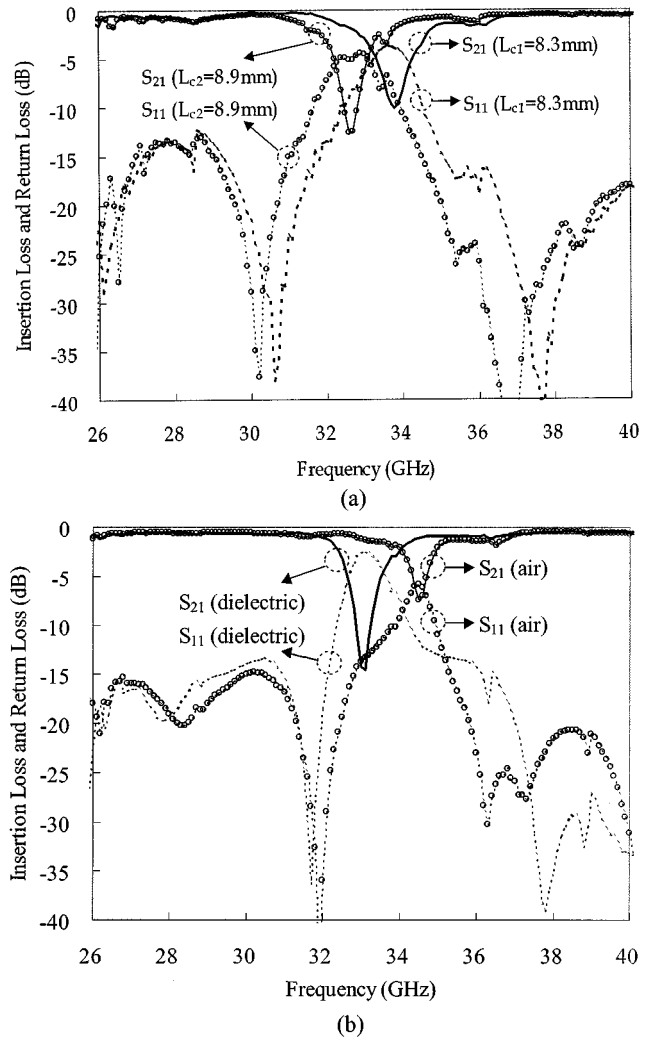 0
-5
-10
-15
-20
-25
-30
-35
-40
Insertion Loss and Return Loss (dB)
S21 (Lc2=8.9mm)
S11 (Lc2=8.9mm)
S21 (Lc1=8.3mm)
S11 (Lc1=8.3mm)
26 28 30 32 34 36 38 40
Frequency (GHz)
(a)
0
-5
-10
-15
-20
-25
-30
-35
-40
Insertion Loss and Return Loss (dB)
S21 (dielectric)
S11 (dielectric)
S21 (air)
S11 (air)
26 28 30 32 34 36 38 40
Frequency (GHz)
(b)